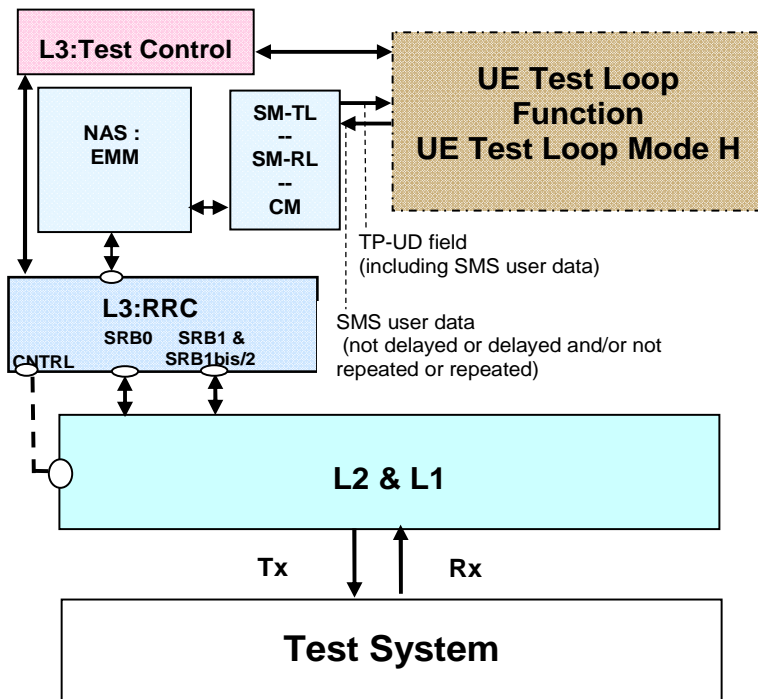 L3:Test Control
UE Test Loop
Function
UE Test Loop Mode H
NAS :
EMM
SM-TL
--
SM-RL
--
CM
TP-UD field
(including SMS user data)
SMS user data
(not delayed or delayed and/or not
repeated or repeated)
L3:RRC
SRB0
SRB1 &
SRB1bis/2
CNTRL
L2 & L1
Tx
Rx
Test System